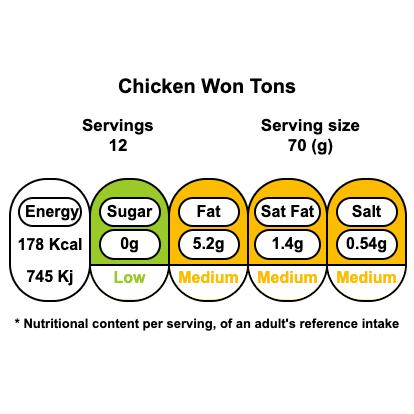 Chicken Won Tons
Servings
12
Serving size
70 (g)
Energy Sugar Fat Sat Fat Salt
178 Kcal 0g 5.2g 1.4g 0.54g
745 Kj Low Medium Medium Medium
* Nutritional content per serving, of an adult's reference intake